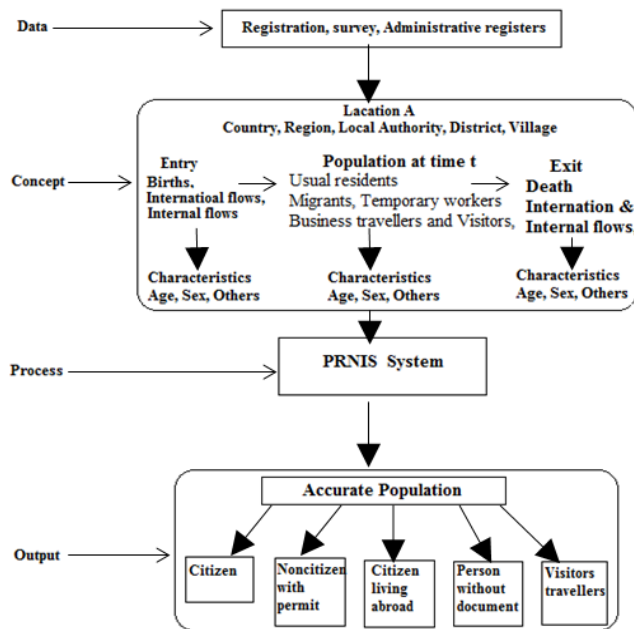 Data
Registration, survey, Administrative registers
Lacation A
Country, Region, Local Authority, District, Village
Concept
Entry
Births,
Internatioal flows,
Internal flows
Characteristics
Age, Sex, Others
Population at time t
Usual residents
Migrants, Temporary workers
Business travellers and Visitors,
Characteristics
Age, Sex, Others
Exit
Death
Internation &
Internal flows,
Characteristics
Age, Sex, Others
Process
PRNIS System
Output
Accurate Population
Citizen
Noncitizen
with
permit
Citizen
living
abroad
Person
without
document
Visitors
travellers